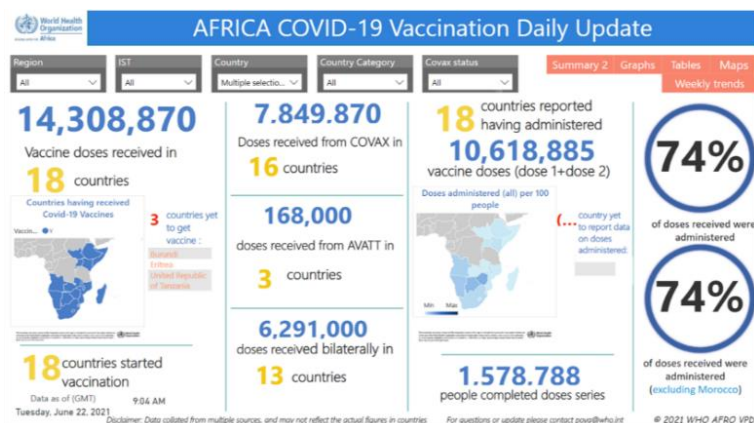 World Health
Organization
Africa
AFRICA COVID-19 Vaccination Daily Update
Region
All
IST
All
Country
Multiple selectio...
Country Category
All
Covax status
All
Summary 2 Graphs Tables Maps
Weekly trends
14,308,870
Vaccine doses received in
18 countries
Countries having received
Covid-19 Vaccines
Vaccin...
3 countries yet
to get
vaccine :
Burundi
Eritrea
United Republic
of Tanzania
18 countries started
vaccination
Data as of (GMT) 9:04 AM
Tuesday, June 22, 2021
7.849.870
Doses received from COVAX in
16 countries
168,000
doses received from AVATT in
3 countries
6,291,000
doses received bilaterally in
13 countries
18 countries reported
having administered
10,618,885
vaccine doses (dose 1+dose 2)
Doses administered (all) per 100
people
Min Max
(... country yet
to report data
on doses
administered:
1.578.788
people completed doses series
74%
of doses received were
administered
74%
of doses received were
administered
(excluding Morocco)
Disclaimer: Data collated from multiple sources, and may not reflect the actual figures in countries
For questions or update please contact povg@who.int
© 2021 WHO AFRO VPD